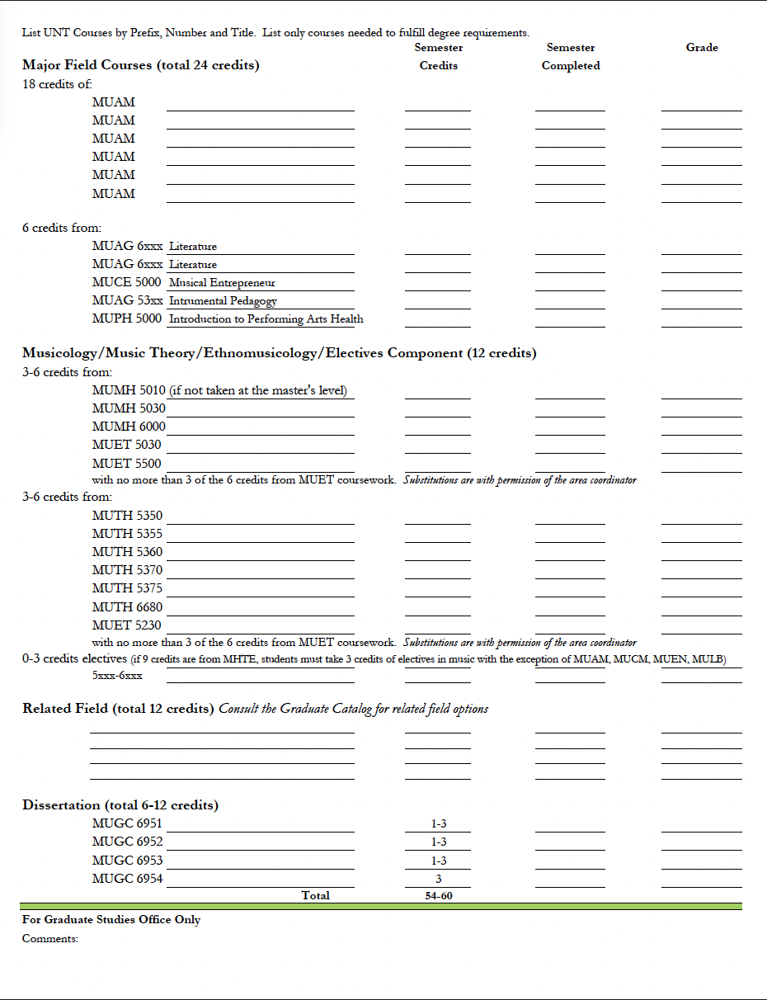 List UNT Courses by Prefix, Number and Title.  List only courses needed to fulfill degree requirements.
Semester Semester Grade
Major Field Courses (total 24 credits) Credits Completed
18 credits of:
MUAM
MUAM
MUAM
MUAM
MUAM
MUAM
6 credits from:
MUAG 6xxx Literature
MUAG 6xxx Literature
MUCE 5000 Musical Entrepreneur
MUAG 53xx Intrumental Pedagogy
MUPH 5000 Introduction to Performing Arts Health
Musicology/Music Theory/Ethnomusicology/Electives Component (12 credits)
3-6 credits from:
MUMH 5010 (if not taken at the master's level)
MUMH 5030
MUMH 6000
MUET 5030
MUET 5500
with no more than 3 of the 6 credits from MUET coursework.  Substitutions are with permission of the area coordinator
3-6 credits from:
MUTH 5350
MUTH 5355
MUTH 5360
MUTH 5370
MUTH 5375
MUTH 6680
MUET 5230
with no more than 3 of the 6 credits from MUET coursework.  Substitutions are with permission of the area coordinator
0-3 credits electives (if 9 credits are from MHTE, students must take 3 credits of electives in music with the exception of MUAM, MUCM, MUEN, MULB)
5xxx-6xxx
Related Field (total 12 credits) Consult the Graduate Catalog for related field options
Dissertation (total 6-12 credits)
MUGC 6951 1-3
MUGC 6952 1-3
MUGC 6953 1-3
MUGC 6954 3
Total 54-60
For Graduate Studies Office Only
Comments: